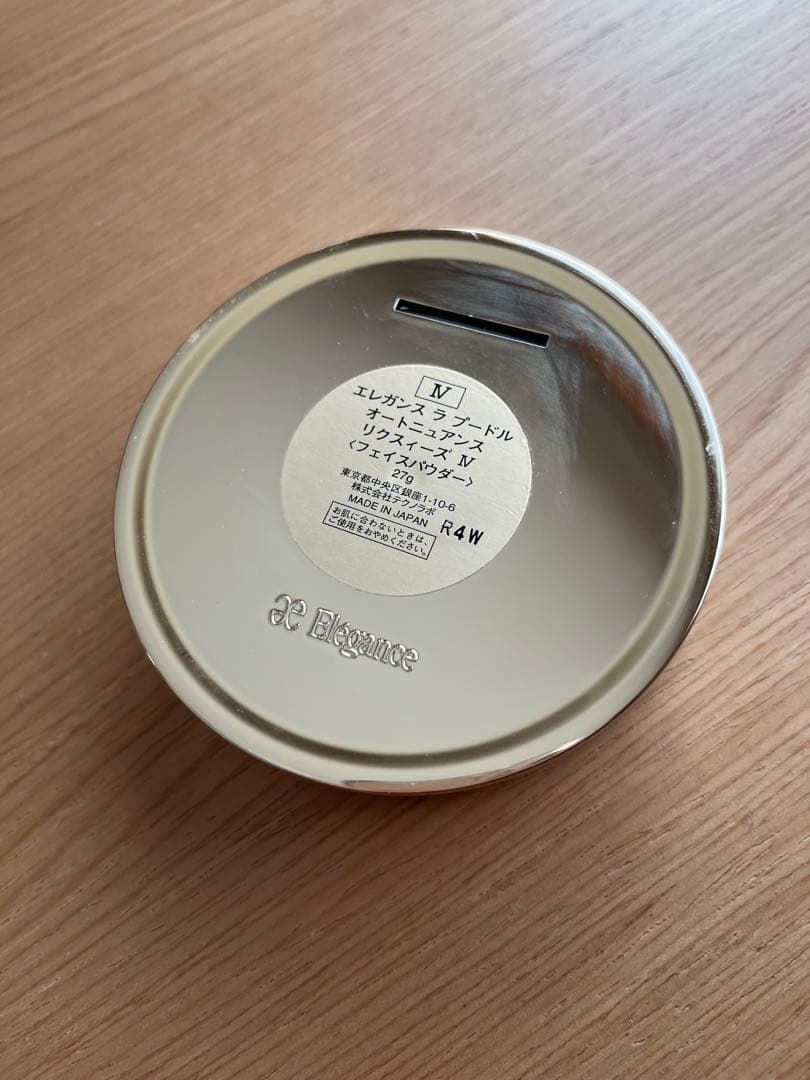 Ⅳ
エレガンス ラ プードル
オートニュアンス
リクスィーズ Ⅳ
〈フェイスパウダー〉
27g
東京都中央区銀座1-10-6
株式会社テクノラボ
MADE IN JAPAN R4W
お肌に合わないときは、
ご使用をおやめください。
æ Elégance